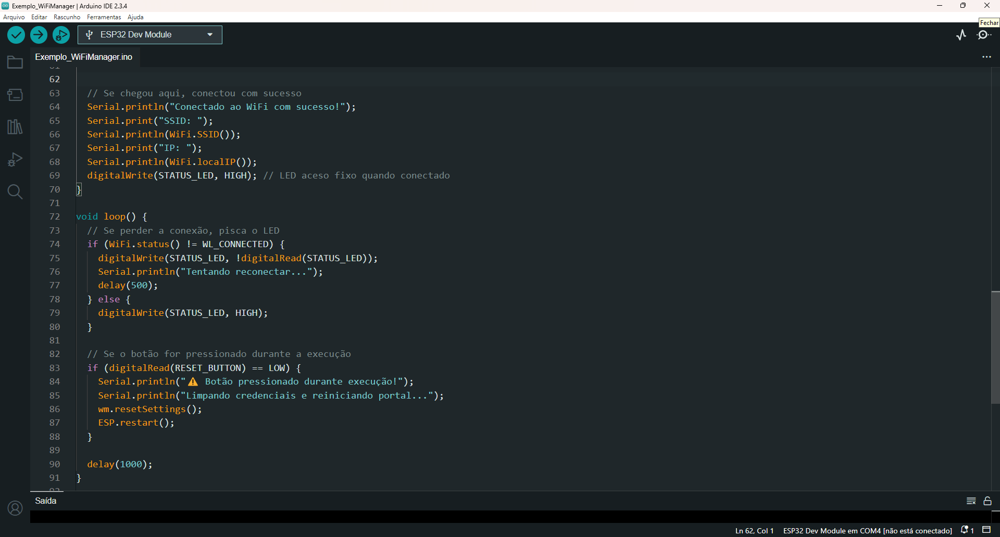 Exemplo_WiFiManager | Arduino IDE 2.3.4
Arquivo Editar Rascunho Ferramentas Ajuda
Fechar
ESP32 Dev Module
Exemplo_WiFiManager.ino
62
63 // Se chegou aqui, conectou com sucesso
64 Serial.println("Conectado ao WiFi com sucesso!");
65 Serial.print("SSID: ");
66 Serial.println(WiFi.SSID());
67 Serial.print("IP: ");
68 Serial.println(WiFi.localIP());
69 digitalWrite(STATUS_LED, HIGH); // LED aceso fixo quando conectado
70 }
71
72 void loop() {
73 // Se perder a conexão, pisca o LED
74 if (WiFi.status() != WL_CONNECTED) {
75 digitalWrite(STATUS_LED, !digitalRead(STATUS_LED));
76 Serial.println("Tentando reconectar...");
77 delay(500);
78 } else {
79 digitalWrite(STATUS_LED, HIGH);
80 }
81
82 // Se o botão for pressionado durante a execução
83 if (digitalRead(RESET_BUTTON) == LOW) {
84 Serial.println("⚠ Botão pressionado durante execução!");
85 Serial.println("Limpando credenciais e reiniciando portal...");
86 wm.resetSettings();
87 ESP.restart();
88 }
89
90 delay(1000);
91 }
Saída
Ln 62, Col 1 ESP32 Dev Module em COM4 [não está conectado] 1